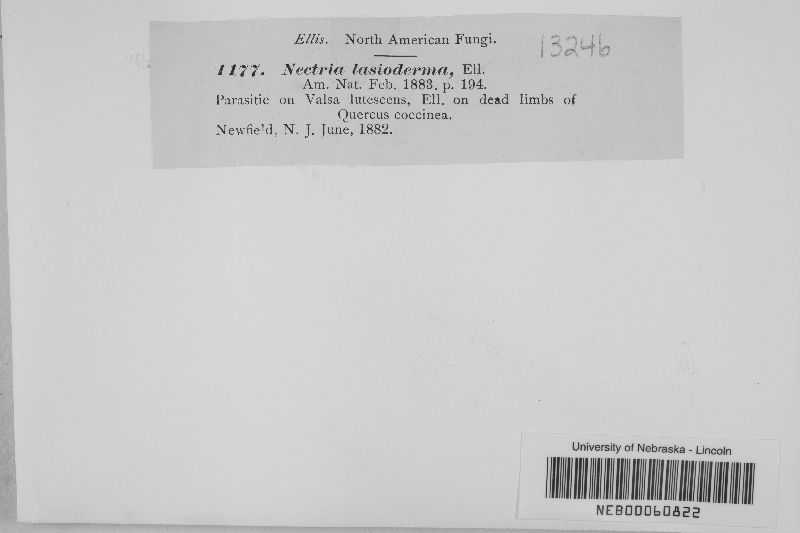 Ellis. North American Fungi.
13246
1177. Nectria lasioderma, Ell.
Am. Nat. Feb. 1883, p. 194.
Parasitic on Valsa lutescens, Ell. on dead limbs of
Quercus coccinea.
Newfield, N. J. June, 1882.
University of Nebraska - Lincoln
NEB00060822